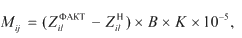 M_{ij} = (Z_{il}^{ФАКТ} − Z_{il}^{Н}) × B × K × 10^{−5},